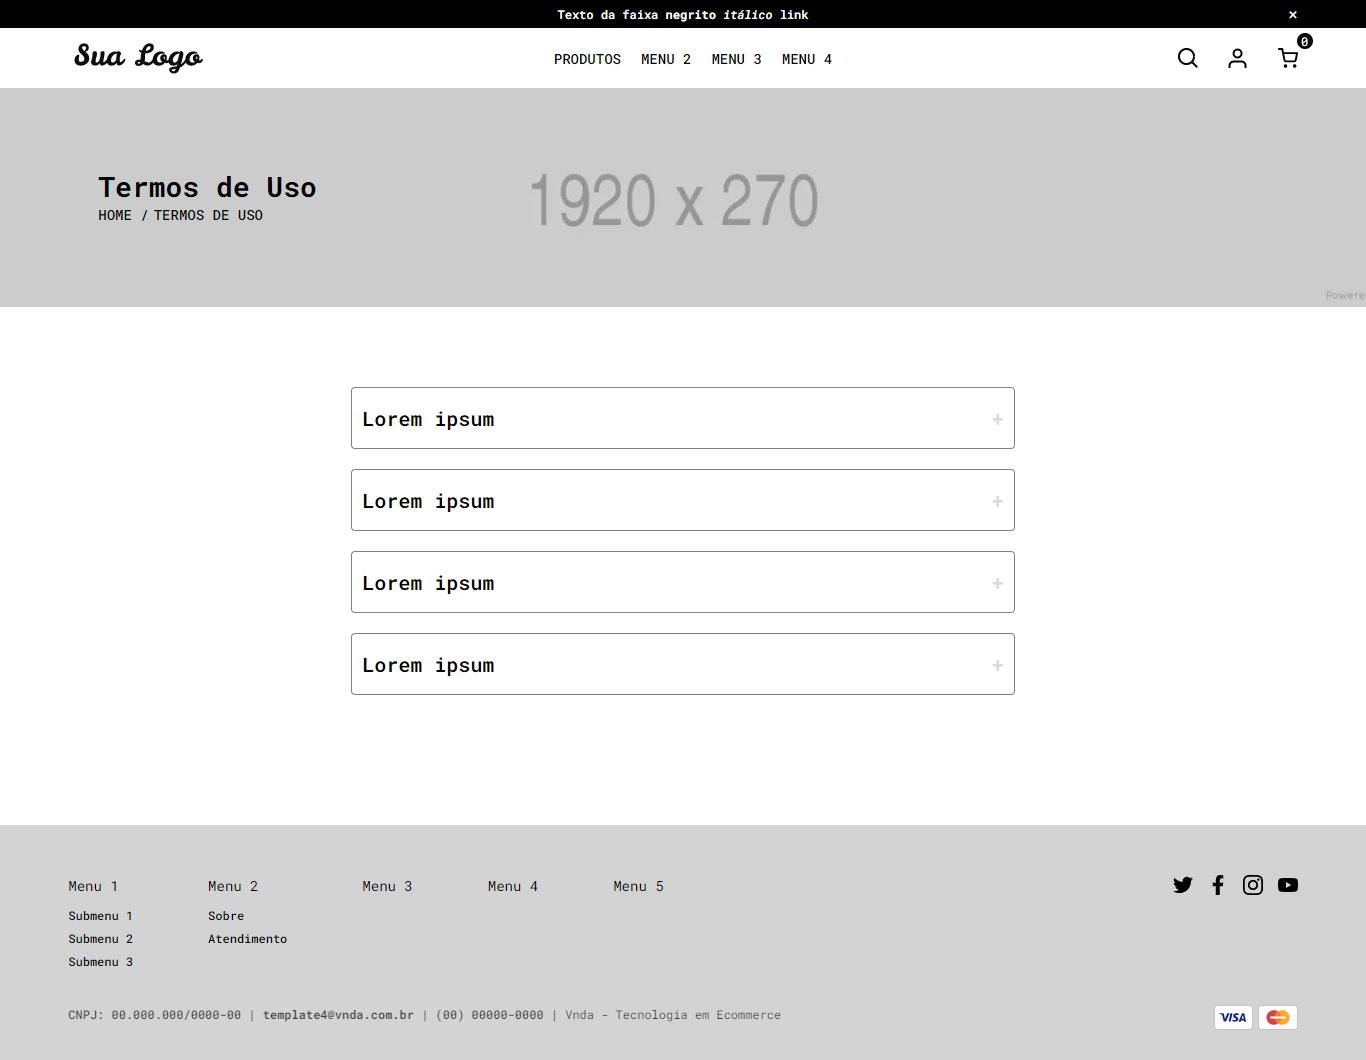 Texto da faixa negrito itálico link ×
Sua Logo PRODUTOS MENU 2 MENU 3 MENU 4 0
Termos de Uso
HOME / TERMOS DE USO
1920 x 270
Powere
Lorem ipsum +
Lorem ipsum +
Lorem ipsum +
Lorem ipsum +
Menu 1 Menu 2 Menu 3 Menu 4 Menu 5
Submenu 1 Sobre
Submenu 2 Atendimento
Submenu 3
CNPJ: 00.000.000/0000-00 | template4@vnda.com.br | (00) 00000-0000 | Vnda - Tecnologia em Ecommerce VISA